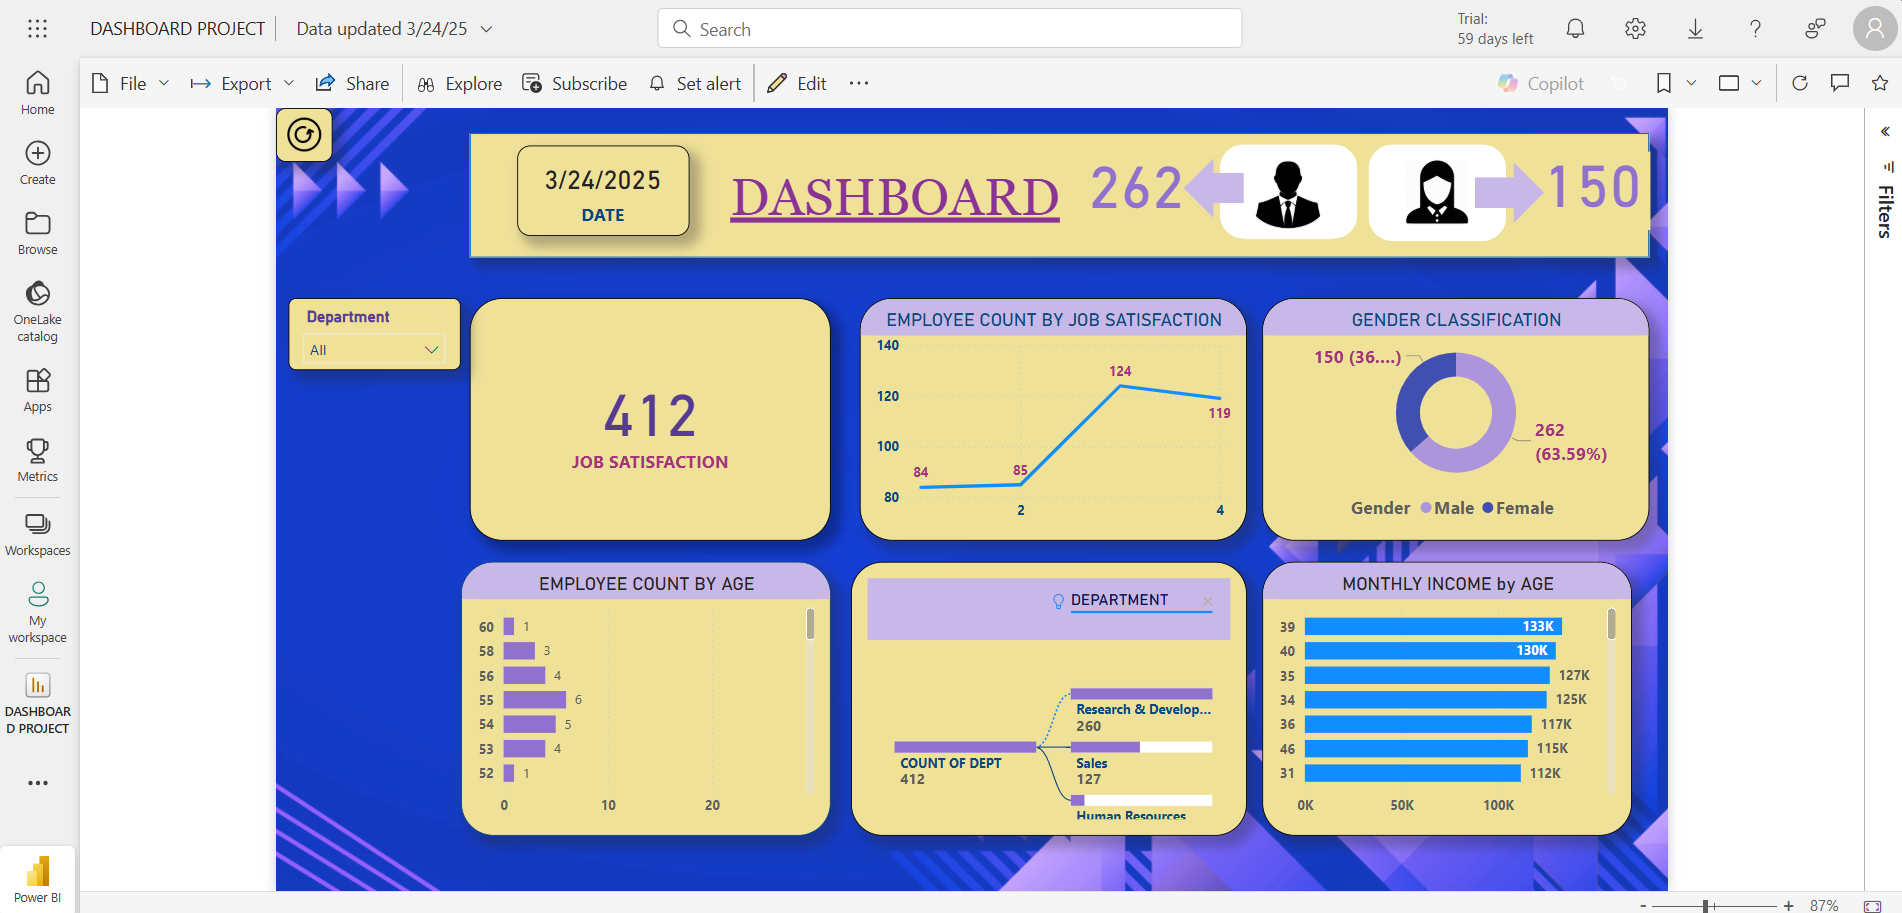 DASHBOARD PROJECT
Data updated 3/24/25
Search
Trial:
59 days left
File
Export
Share
Explore
Subscribe
Set alert
Edit
Copilot
Home
Create
Browse
OneLake
catalog
Apps
Metrics
Workspaces
My
workspace
DASHBOAR
D PROJECT
Power BI
3/24/2025
DATE
DASHBOARD
262
150
Filters
Department
All
412
JOB SATISFACTION
EMPLOYEE COUNT BY JOB SATISFACTION
140
120
100
80
84
85
124
119
2
4
GENDER CLASSIFICATION
150 (36....)
262
(63.59%)
Gender Male Female
EMPLOYEE COUNT BY AGE
60 1
58 3
56 4
55 6
54 5
53 4
52 1
0 10 20
DEPARTMENT
COUNT OF DEPT
412
Research & Develop...
260
Sales
127
Human Resources
MONTHLY INCOME by AGE
39 133K
40 130K
35 127K
34 125K
36 117K
46 115K
31 112K
0K 50K 100K
- + 87%